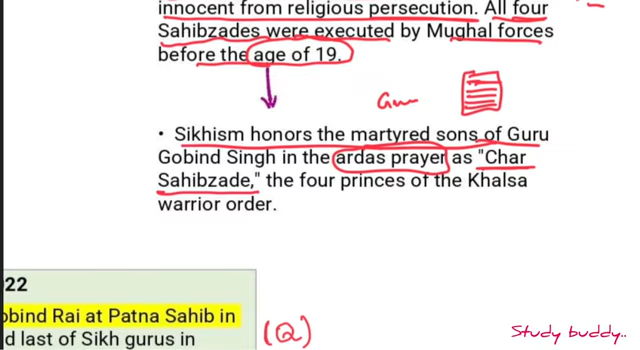 innocent from religious persecution. All four
Sahibzades were executed by Mughal forces
before the age of 19.
• Sikhism honors the martyred sons of Guru
Gobind Singh in the ardas prayer as "Char
Sahibzade," the four princes of the Khalsa
warrior order.
22
obind Rai at Patna Sahib in
d last of Sikh gurus in
(Q)
Study buddy..